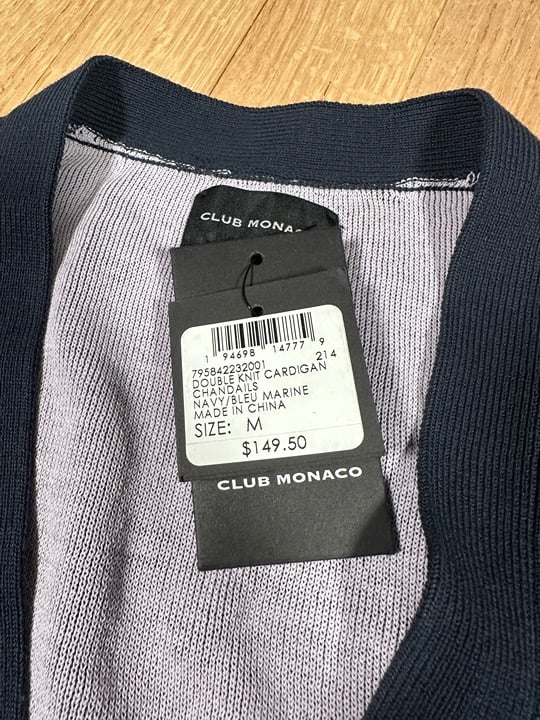 CLUB MONACO
1 94698 14777 9
795842232001 214
DOUBLE KNIT CARDIGAN
CHANDAILS
NAVY/BLEU MARINE
MADE IN CHINA
SIZE: M
$149.50
CLUB MONACO